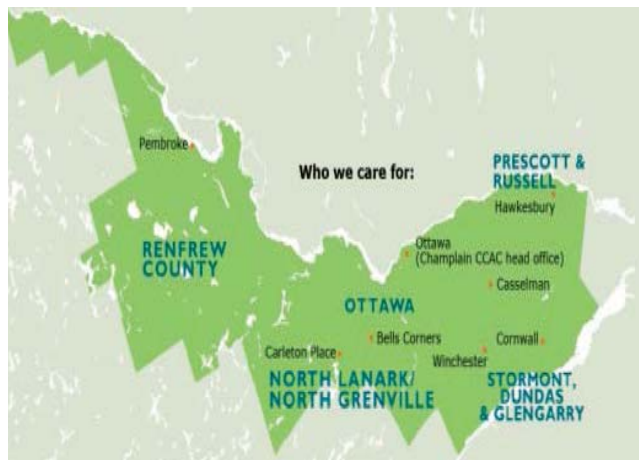 Pembroke
Who we care for:
PRESCOTT &
RUSSELL
Hawkesbury
RENFREW
COUNTY
Ottawa
(Champlain CCAC head office)
Casselman
OTTAWA
Bells Corners
Carleton Place
Cornwall
Winchester
NORTH LANARK/
NORTH GRENVILLE
STORMONT,
DUNDAS
& GLENGARRY